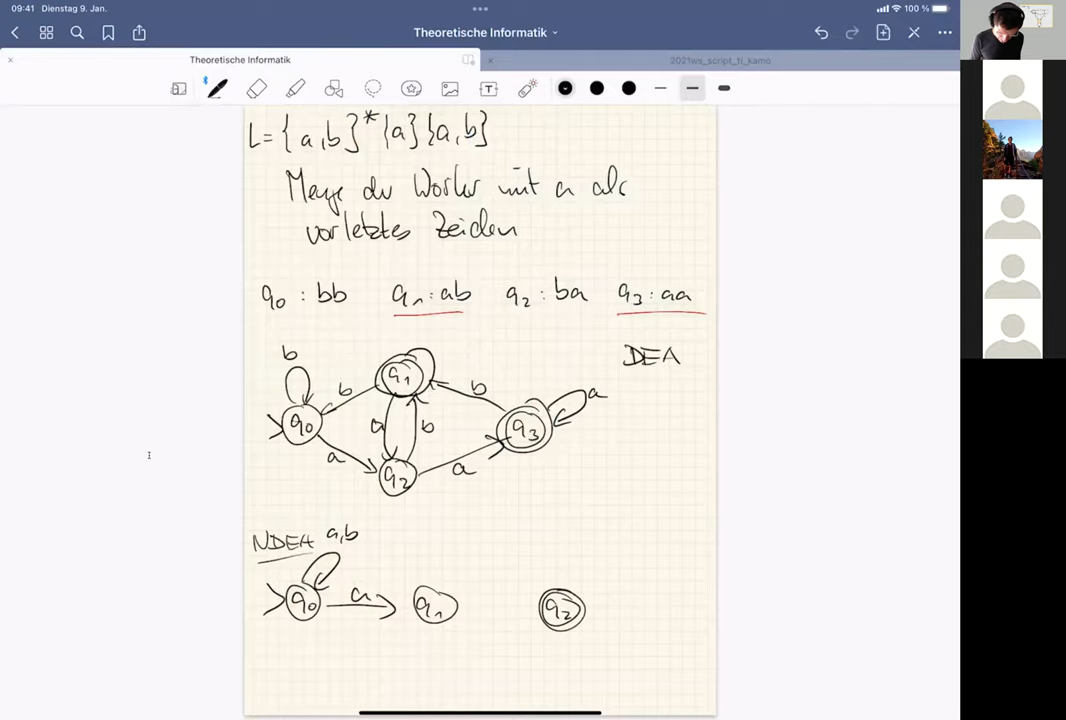 09:41 Dienstag 9. Jan.
100 %
Theoretische Informatik
Theoretische Informatik
2021ws_script_ti_kamo
L = {a,b}* {a} {a,b}
Menge der Wörter mit a als
vorletztes Zeichen
q0 : bb q1 : ab q2 : ba q3 : aa
DEA
b
q1
b
b
a
q0
a
b
q3
a
q2
a
NDEA a,b
q0
a
q1
q2